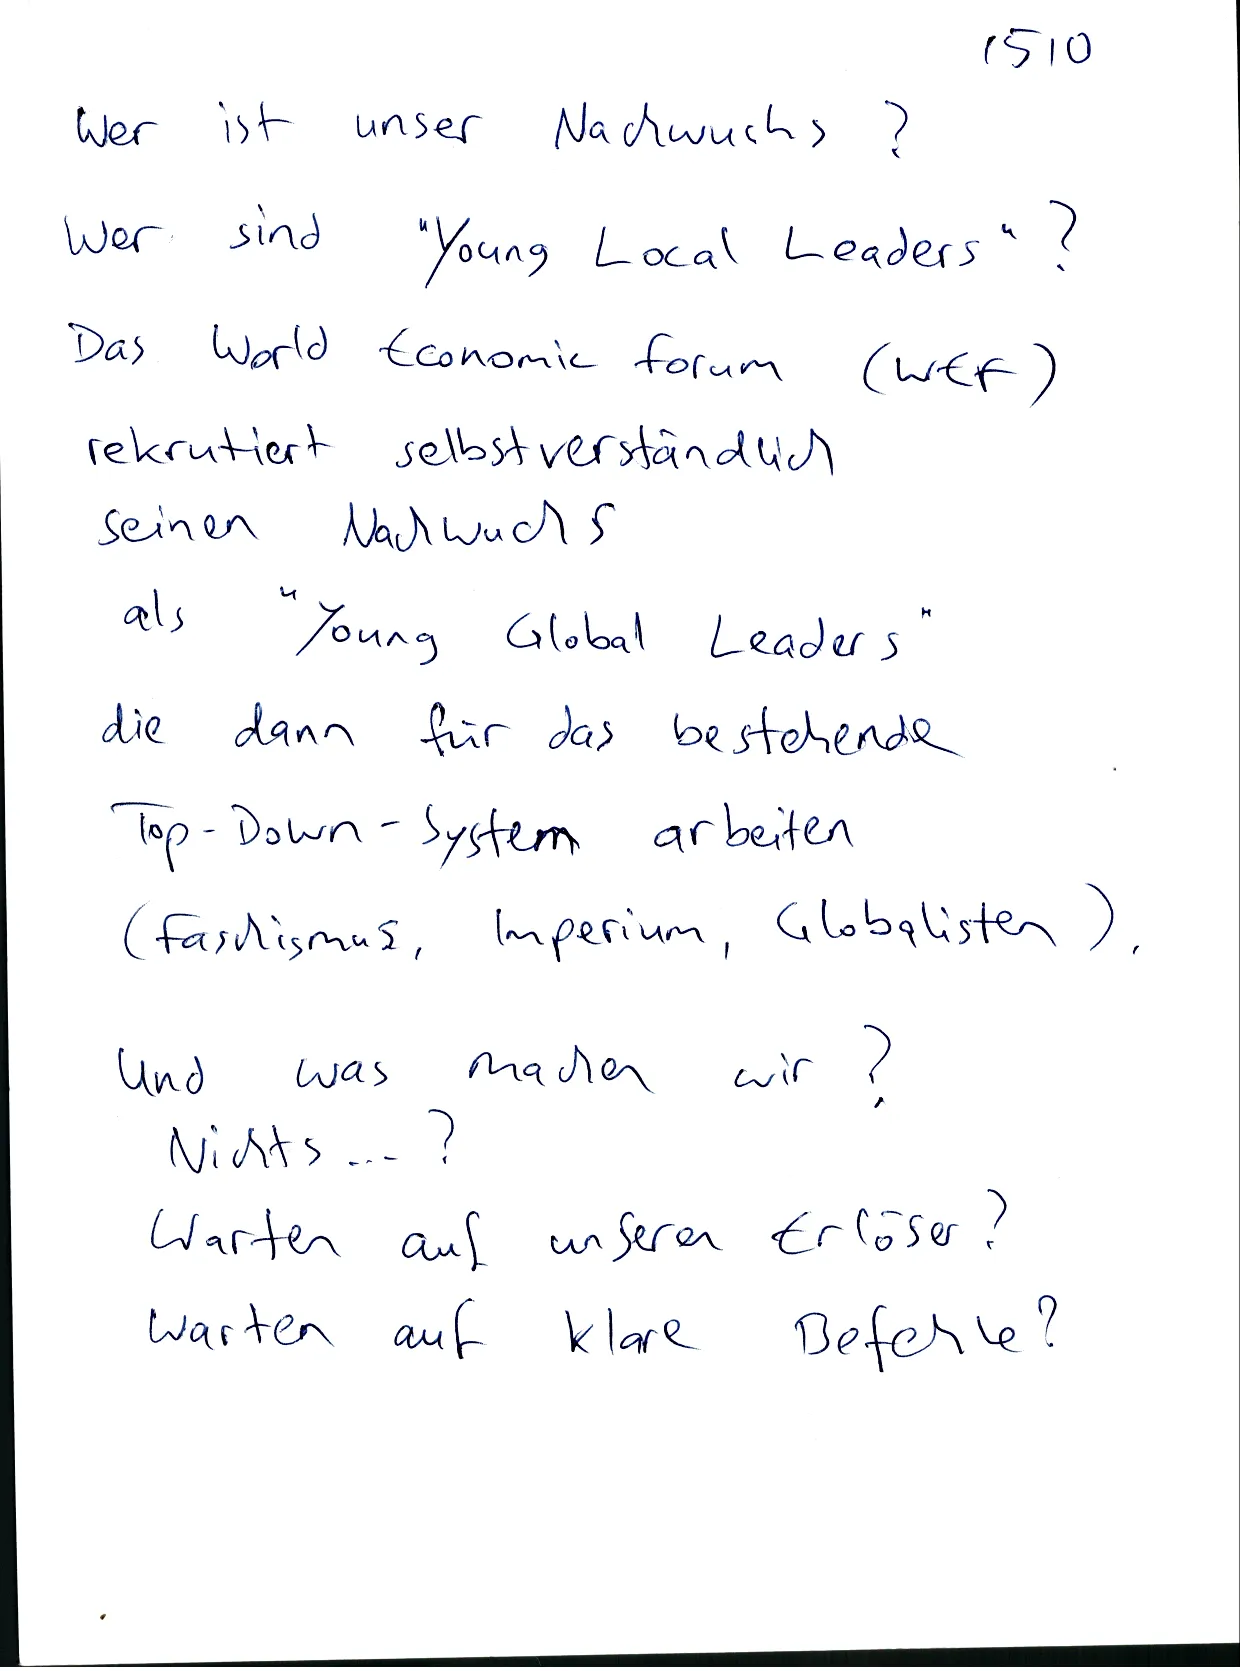 1510
Wer ist unser Nachwuchs?
Wer sind "Young Local Leaders"?
Das World Economic Forum (WEF)
rekrutiert selbstverständlich
seinen Nachwuchs
als "Young Global Leaders"
die dann für das bestehende
Top-Down-System arbeiten
(Faschismus, Imperium, Globalisten).
Und was machen wir?
Nichts...?
Warten auf unseren Erlöser?
Warten auf klare Befehle?